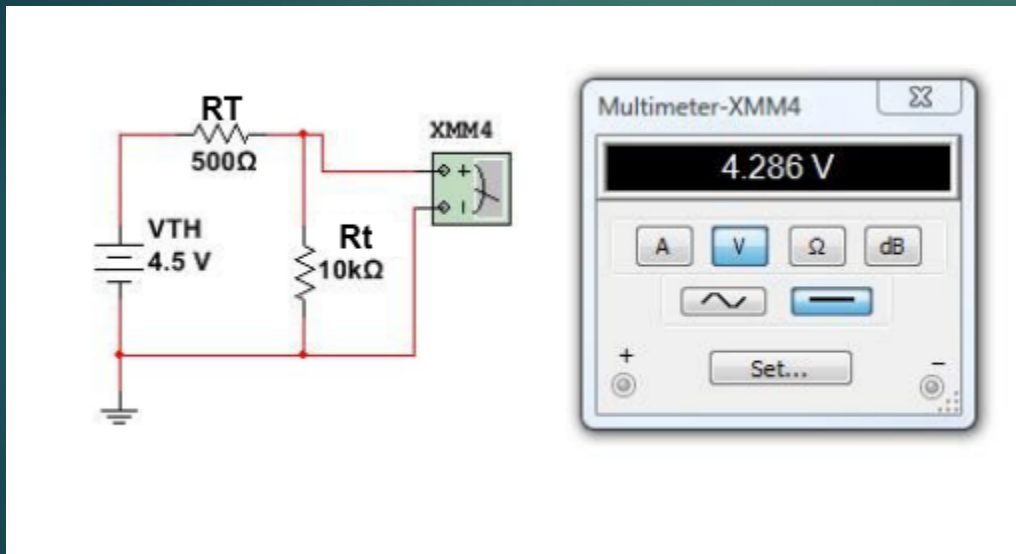 RT
500Ω
XMM4
+
VTH
4.5 V
Rt
10kΩ
Multimeter-XMM4
4.286 V
A V Ω dB
+ −
Set...